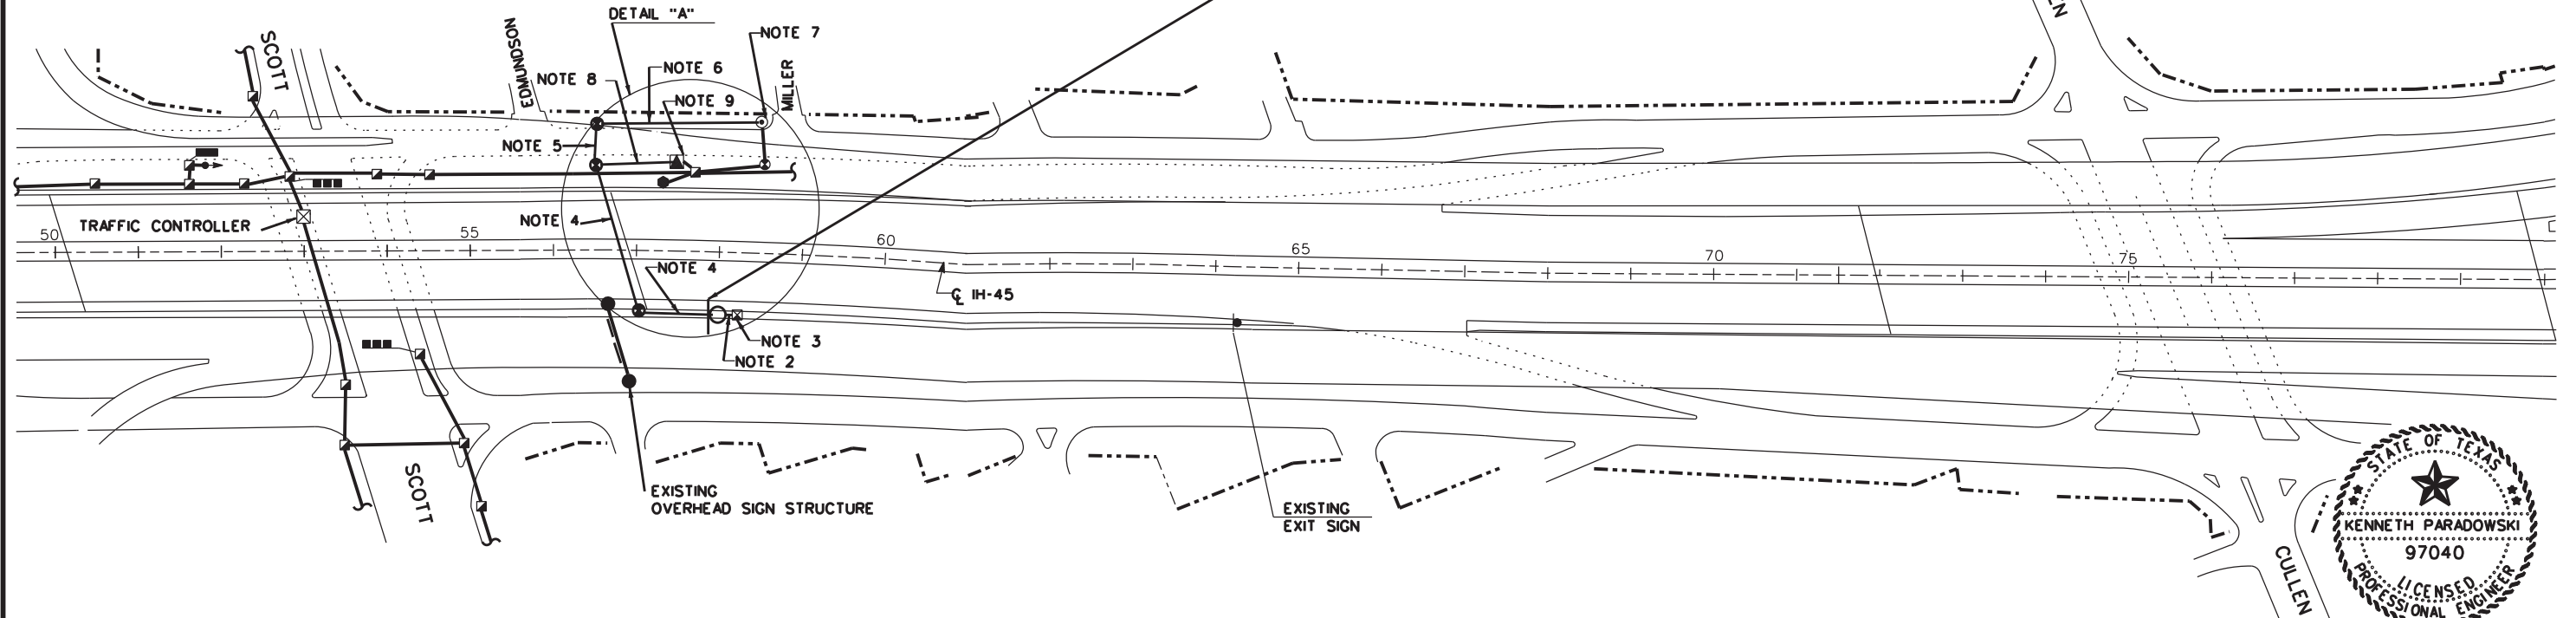 DETAIL "A"
SCOTT
EDMUNDSON
NOTE 7
NOTE 6
MILLER
NOTE 8
NOTE 9
NOTE 5
TRAFFIC CONTROLLER
NOTE 4
50
55
60
65
70
75
NOTE 4
℄ IH-45
NOTE 3
NOTE 2
SCOTT
EXISTING
OVERHEAD SIGN STRUCTURE
EXISTING
EXIT SIGN
CULLEN
STATE OF TEXAS
KENNETH PARADOWSKI
97040
LICENSED
PROFESSIONAL ENGINEER